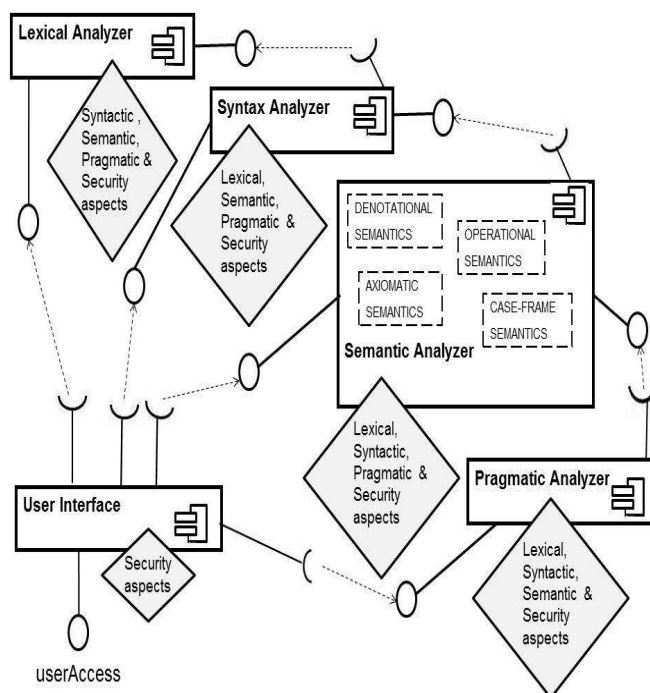 Lexical Analyzer
Syntactic ,
Semantic,
Pragmatic &
Security
aspects
Syntax Analyzer
Lexical,
Semantic,
Pragmatic &
Security
aspects
DENOTATIONAL
SEMANTICS
OPERATIONAL
SEMANTICS
AXIOMATIC
SEMANTICS
CASE-FRAME
SEMANTICS
Semantic Analyzer
Lexical,
Syntactic,
Pragmatic &
Security
aspects
Pragmatic Analyzer
Lexical,
Syntactic,
Semantic &
Security
aspects
User Interface
Security
aspects
userAccess